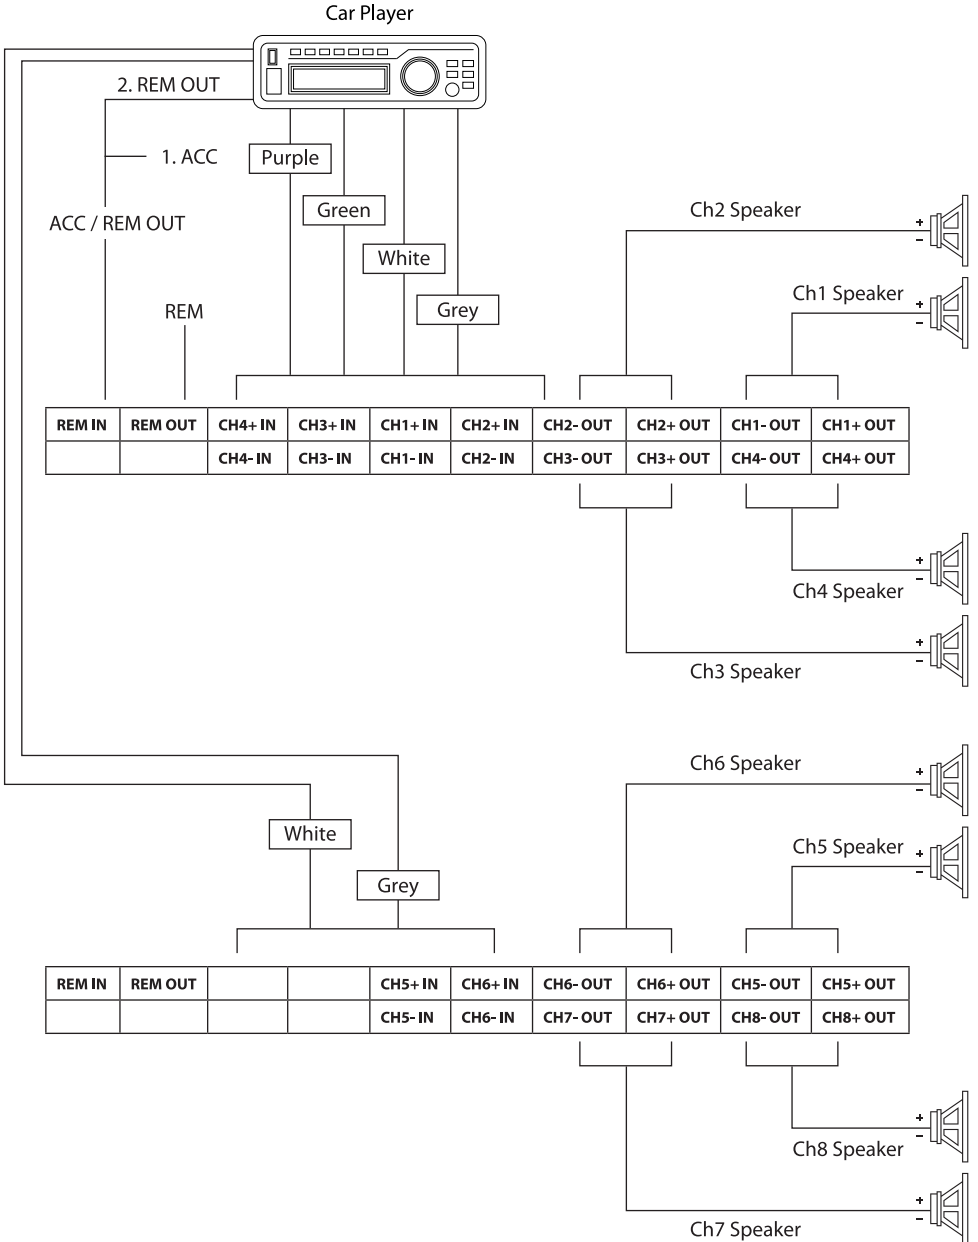 Car Player
2. REM OUT
1. ACC
Purple
ACC / REM OUT
Green
White
Grey
REM
Ch2 Speaker
+
-
Ch1 Speaker
+
-
REM IN REM OUT CH4+ IN CH3+ IN CH1+ IN CH2+ IN CH2- OUT CH2+ OUT CH1- OUT CH1+ OUT
CH4- IN CH3- IN CH1- IN CH2- IN CH3- OUT CH3+ OUT CH4- OUT CH4+ OUT
+
-
Ch4 Speaker
+
-
Ch3 Speaker
Ch6 Speaker
+
-
White
Ch5 Speaker
+
-
Grey
REM IN REM OUT CH5+ IN CH6+ IN CH6- OUT CH6+ OUT CH5- OUT CH5+ OUT
CH5- IN CH6- IN CH7- OUT CH7+ OUT CH8- OUT CH8+ OUT
+
-
Ch8 Speaker
+
-
Ch7 Speaker